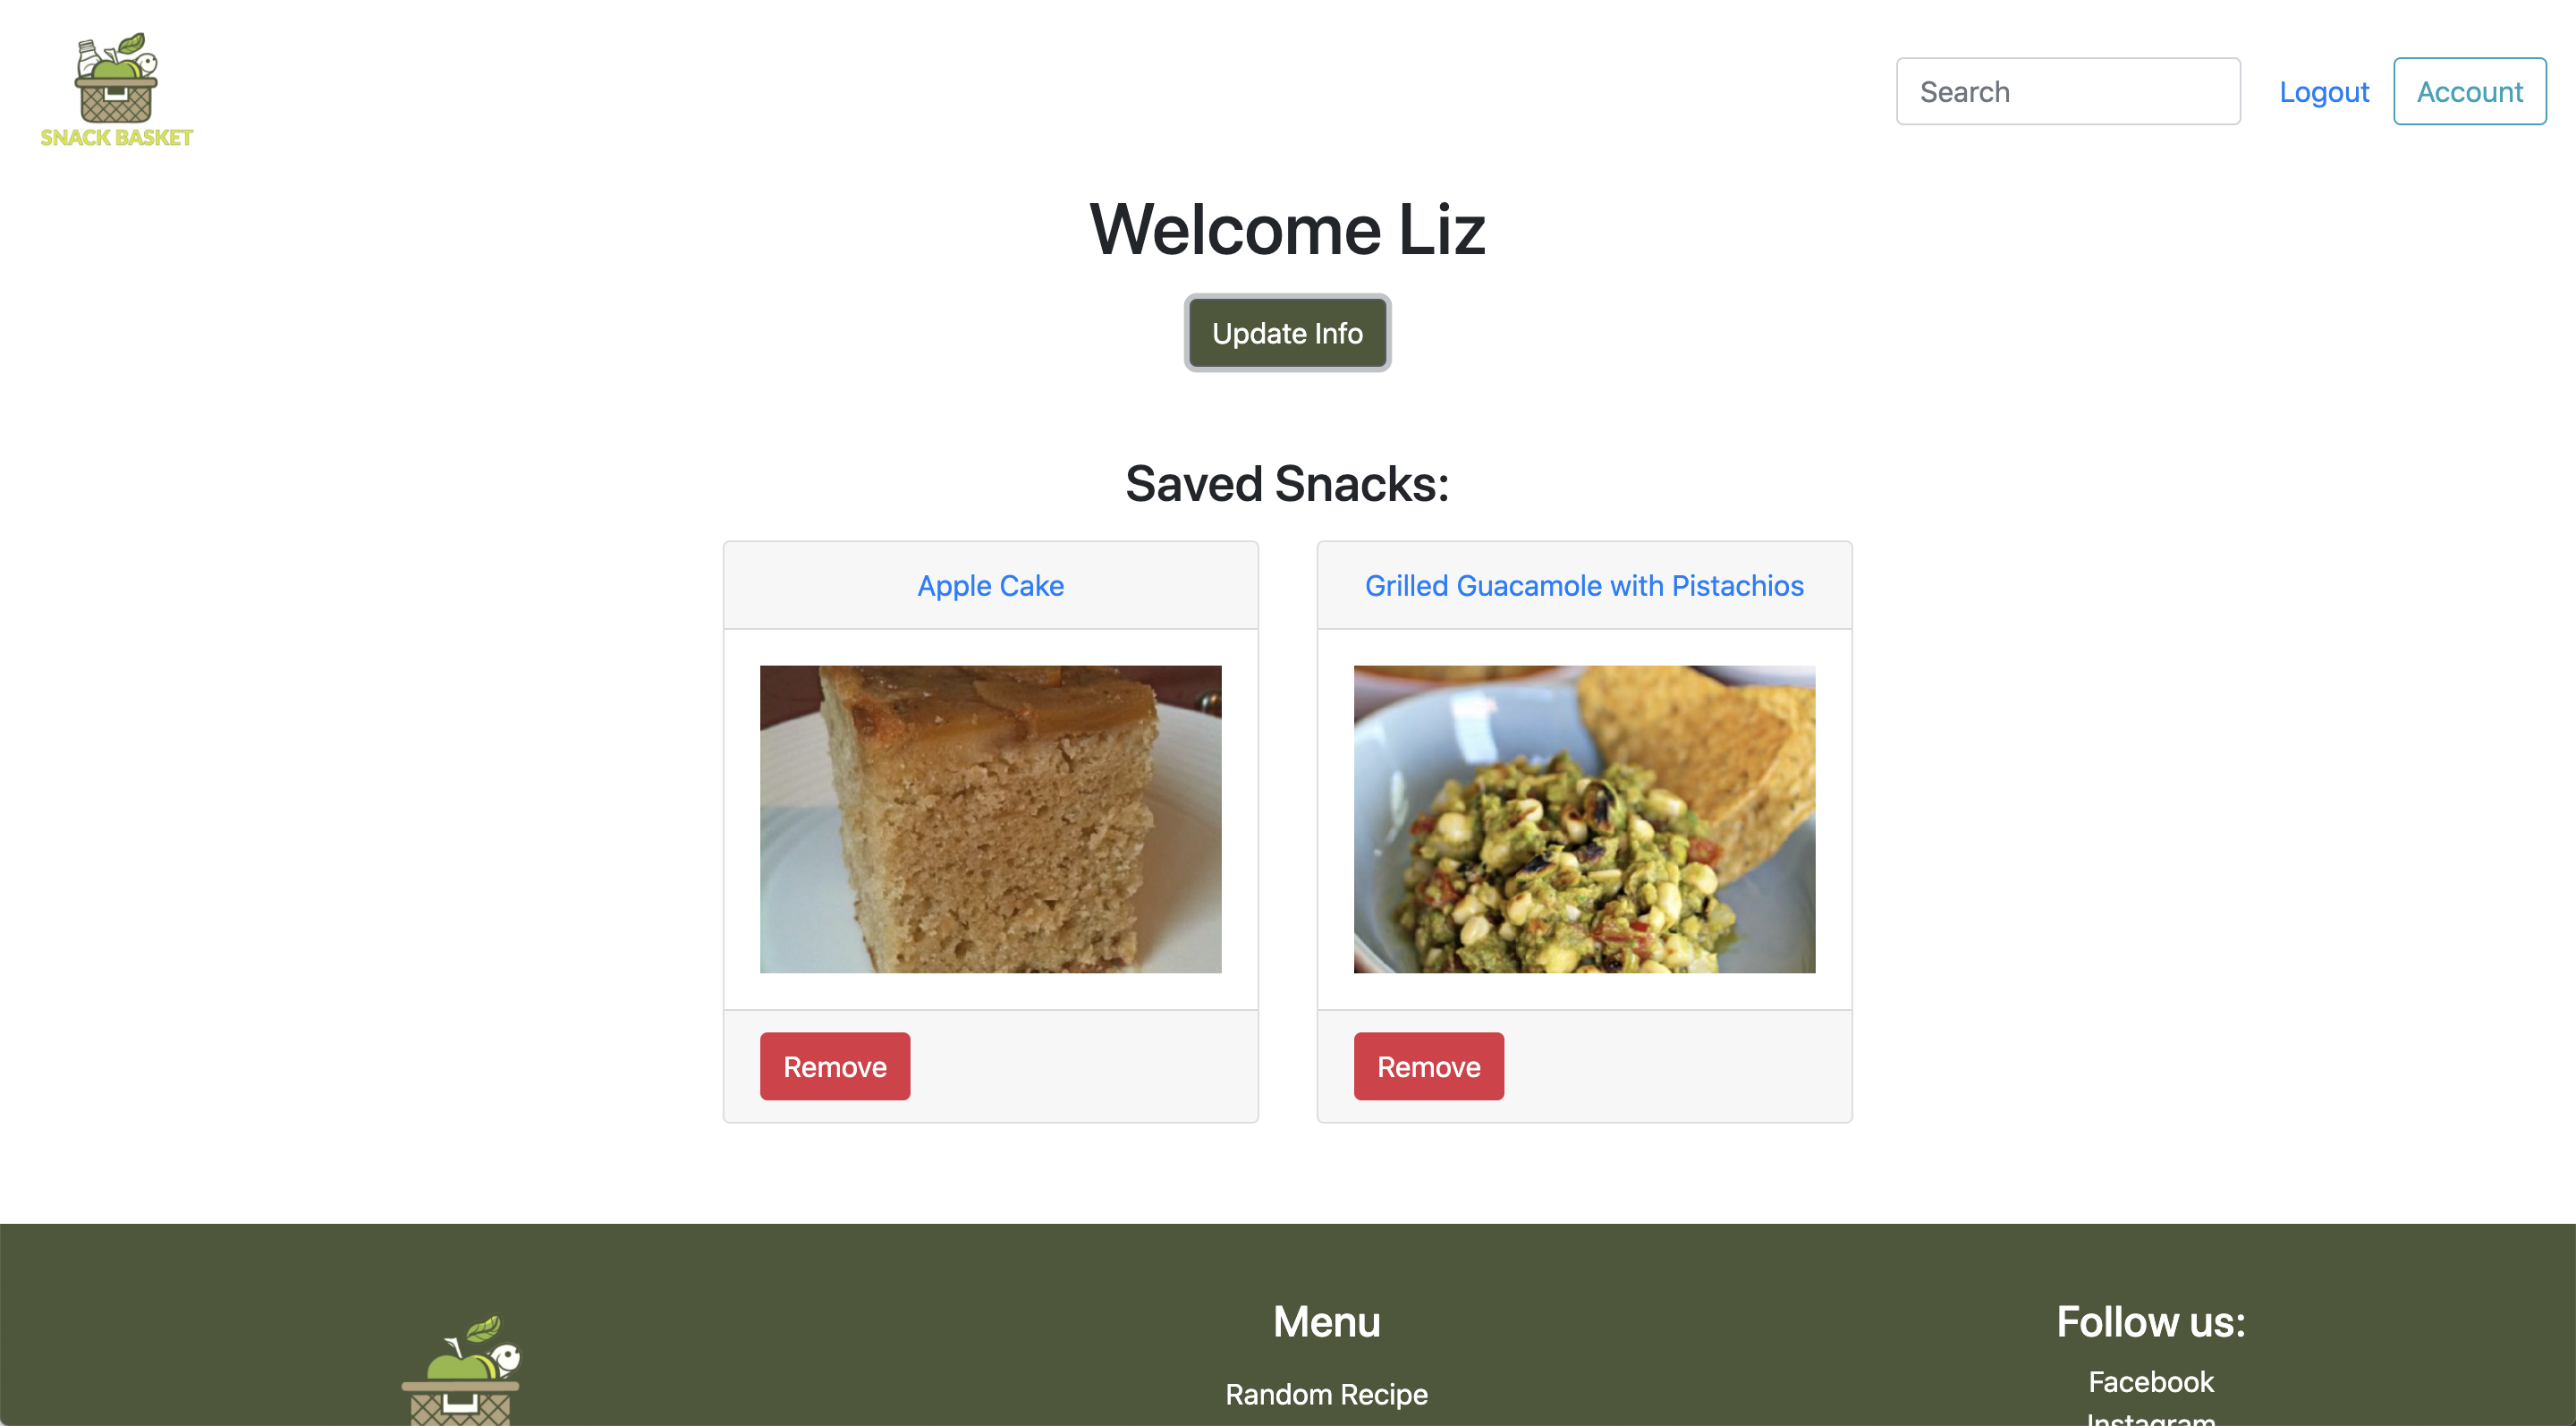 SNACK BASKET
Search
Logout
Account
Welcome Liz
Update Info
Saved Snacks:
Apple Cake
Grilled Guacamole with Pistachios
Remove
Remove
Menu
Follow us:
Random Recipe
Facebook
Instagram